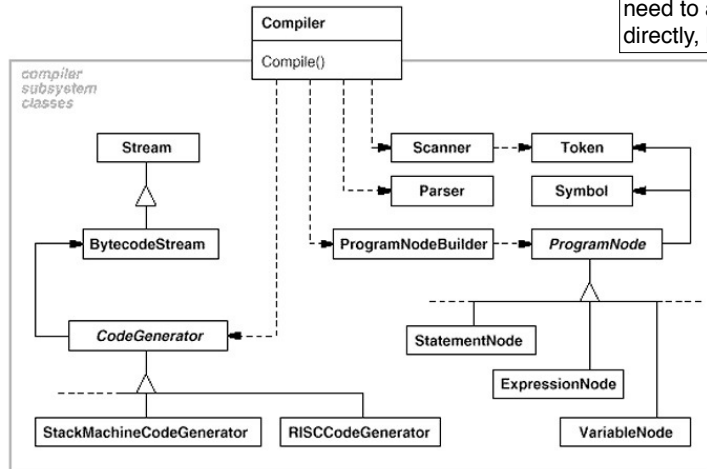 need to a
directly,
Compiler
Compile()
compiler
subsystem
classes
Stream
Scanner
Token
Parser
Symbol
BytecodeStream
ProgramNodeBuilder
ProgramNode
CodeGenerator
StatementNode
ExpressionNode
StackMachineCodeGenerator
RISCCodeGenerator
VariableNode